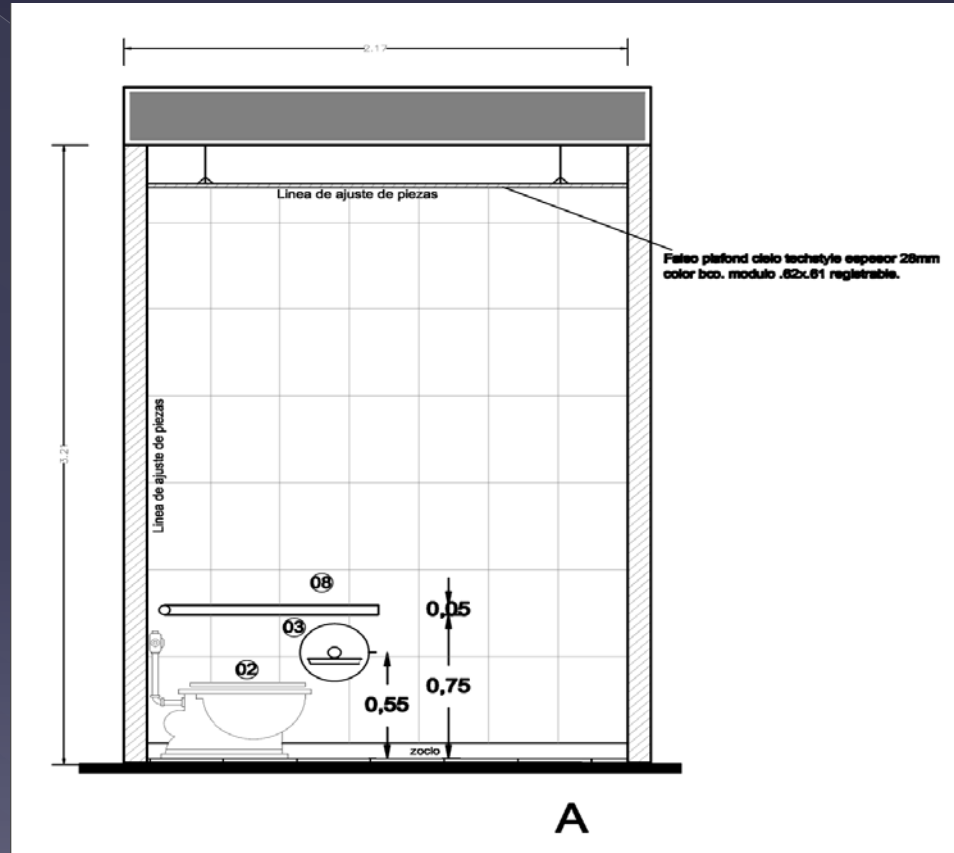 2.17
Linea de ajuste de piezas
Falso plafond cielo techstyle espesor 28mm
color bco. modulo .62x.61 registrable.
Linea de ajuste de piezas
3.21
08
0,05
03
02
0,75
0,55
zoclo
A